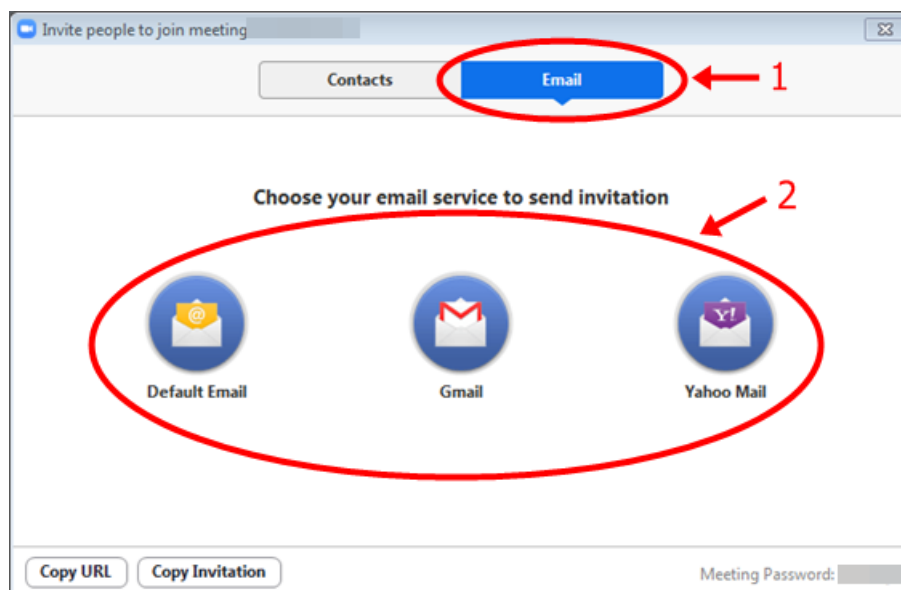 Invite people to join meeting
Contacts
Email
1
Choose your email service to send invitation
2
@
Y!
Default Email
Gmail
Yahoo Mail
Copy URL
Copy Invitation
Meeting Password: